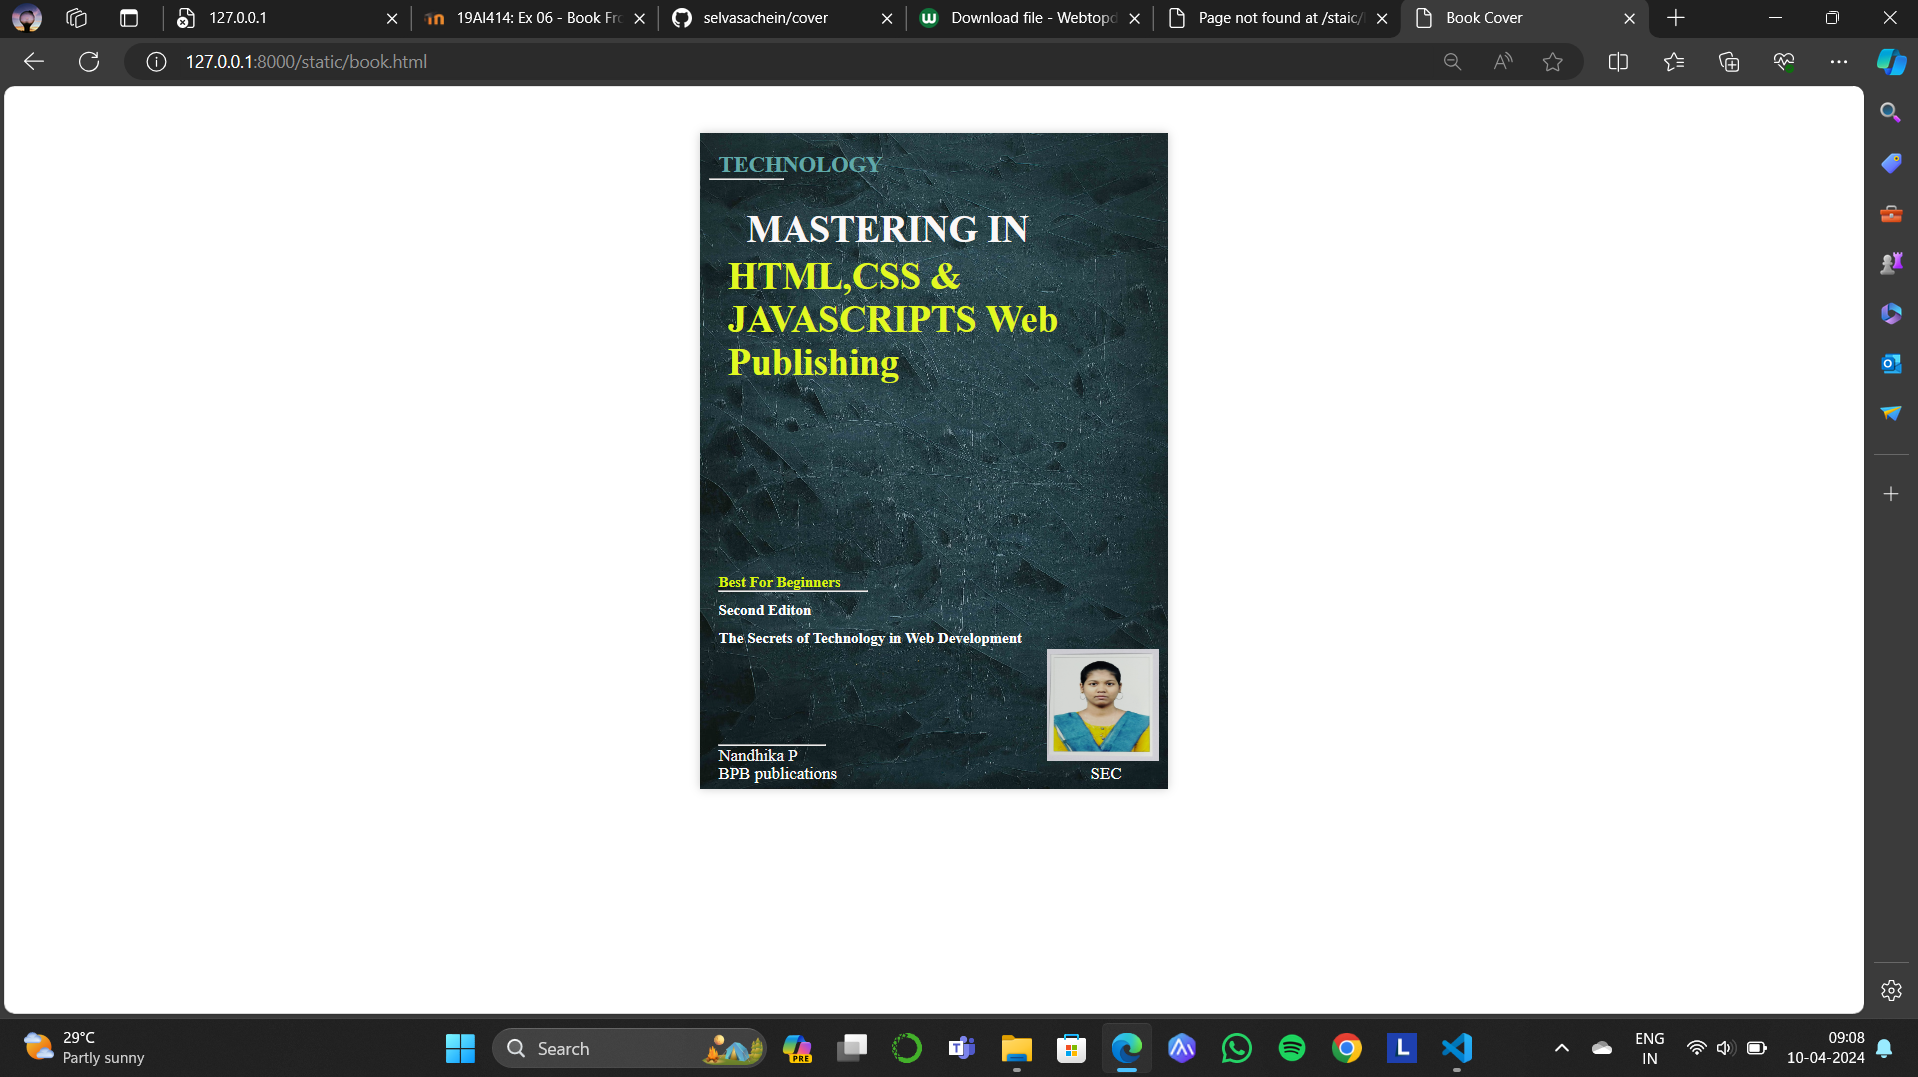 127.0.0.1
19AI414: Ex 06 - Book Fro
selvasachein/cover
Download file - Webtopd
Page not found at /staic/
Book Cover
127.0.0.1:8000/static/book.html
TECHNOLOGY
MASTERING IN
HTML,CSS &
JAVASCRIPTS Web
Publishing
Best For Beginners
Second Editon
The Secrets of Technology in Web Development
Nandhika P
BPB publications
SEC
29°C
Partly sunny
Search
PRE
L
ENG
IN
09:08
10-04-2024